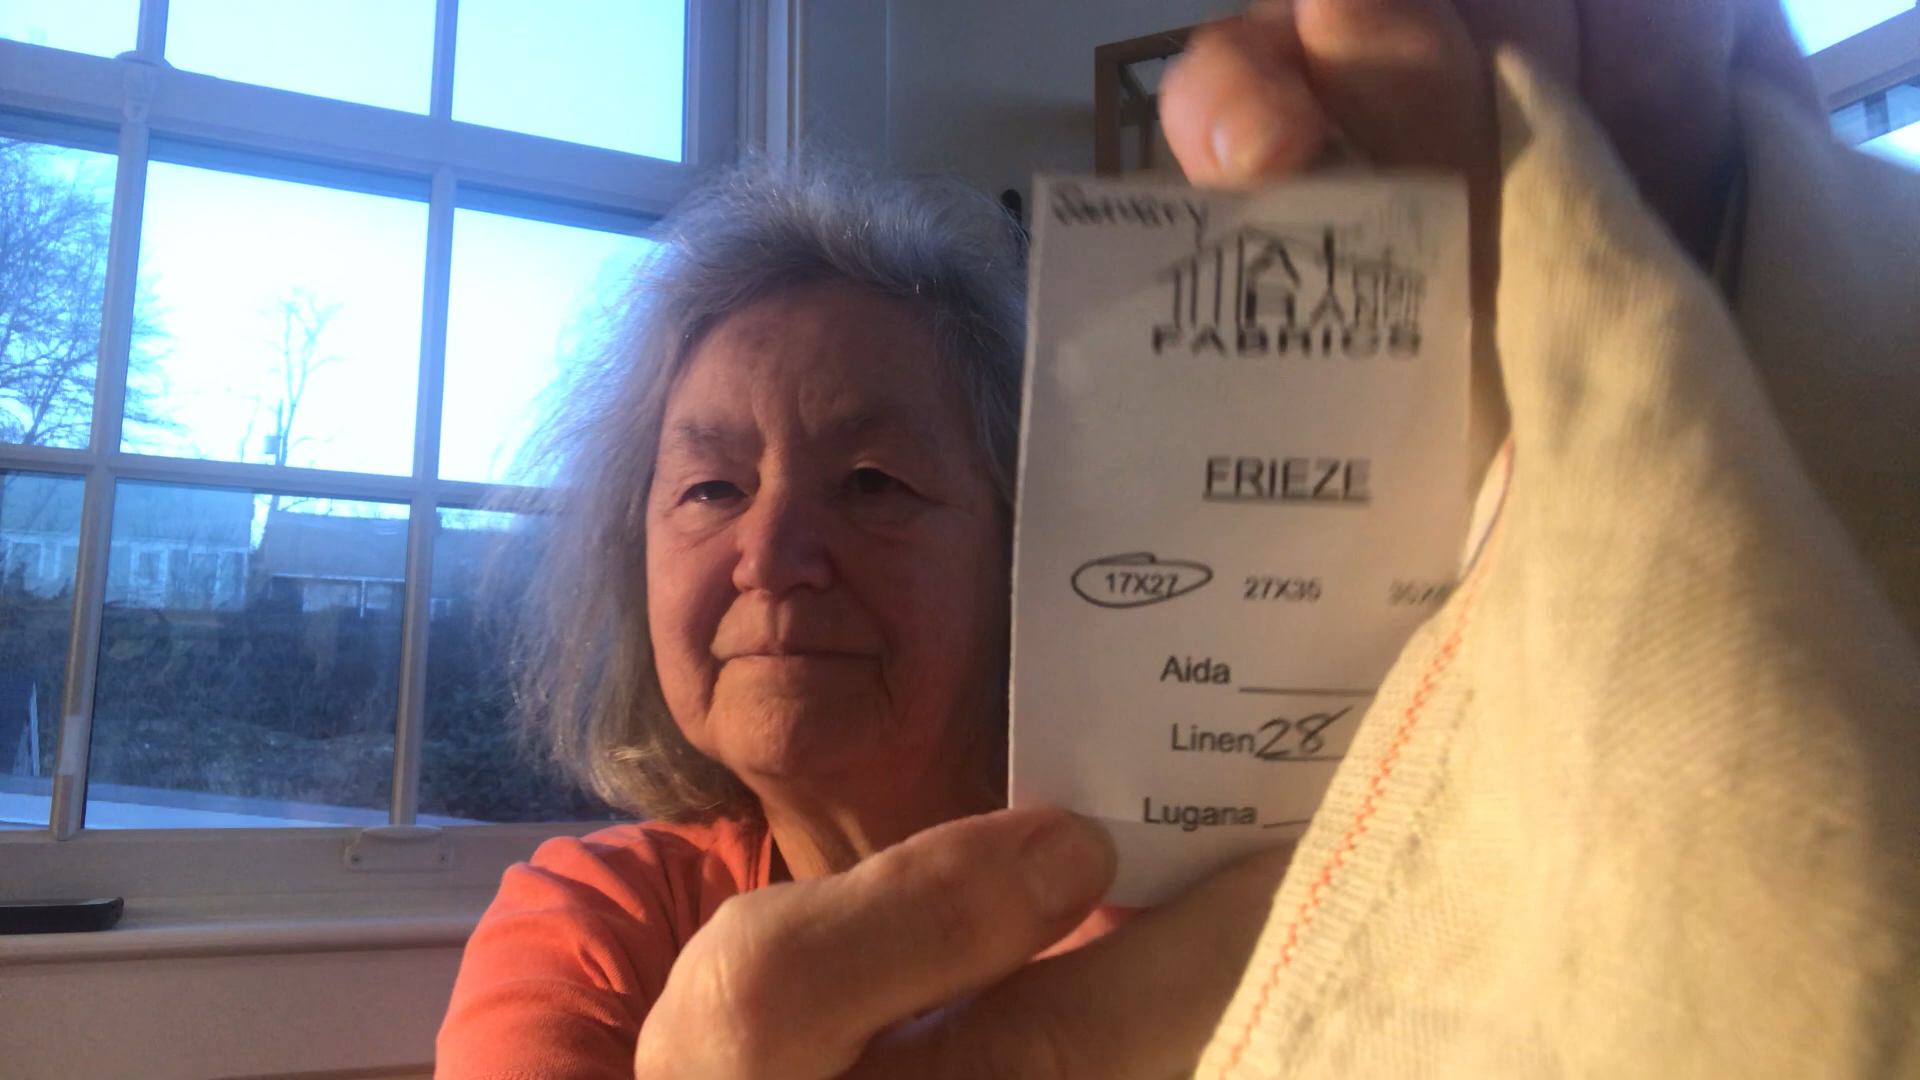 FABRICS
FRIEZE
17X27 27X35
Aida
Linen 28
Lugana